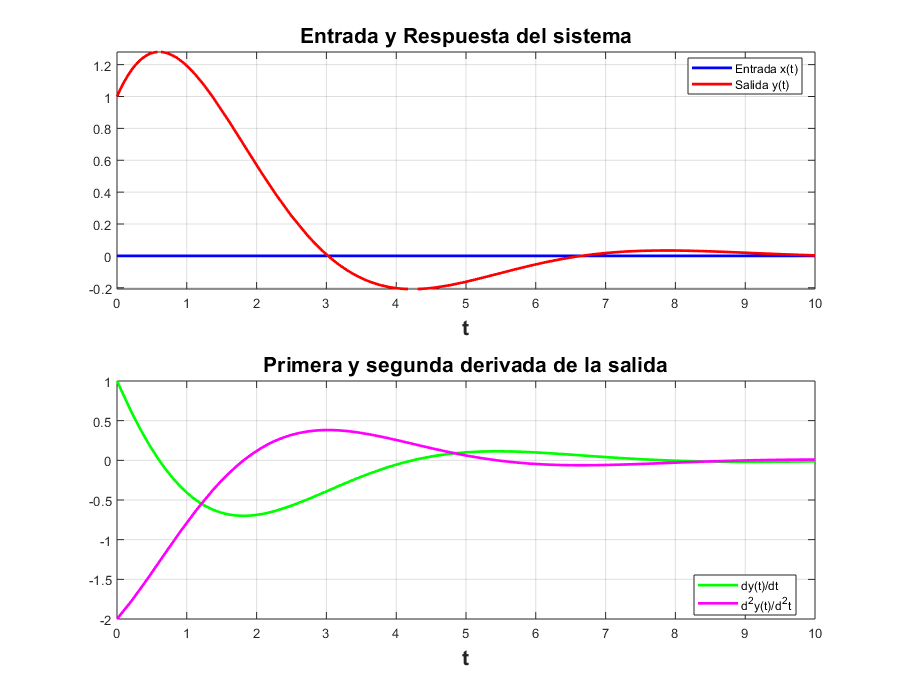 Entrada y Respuesta del sistema
1.2
1
0.8
0.6
0.4
0.2
0
-0.2
Entrada x(t)
Salida y(t)
0 1 2 3 4 5 6 7 8 9 10
t
Primera y segunda derivada de la salida
1
0.5
0
-0.5
-1
-1.5
-2
dy(t)/dt
d²y(t)/d²t
0 1 2 3 4 5 6 7 8 9 10
t